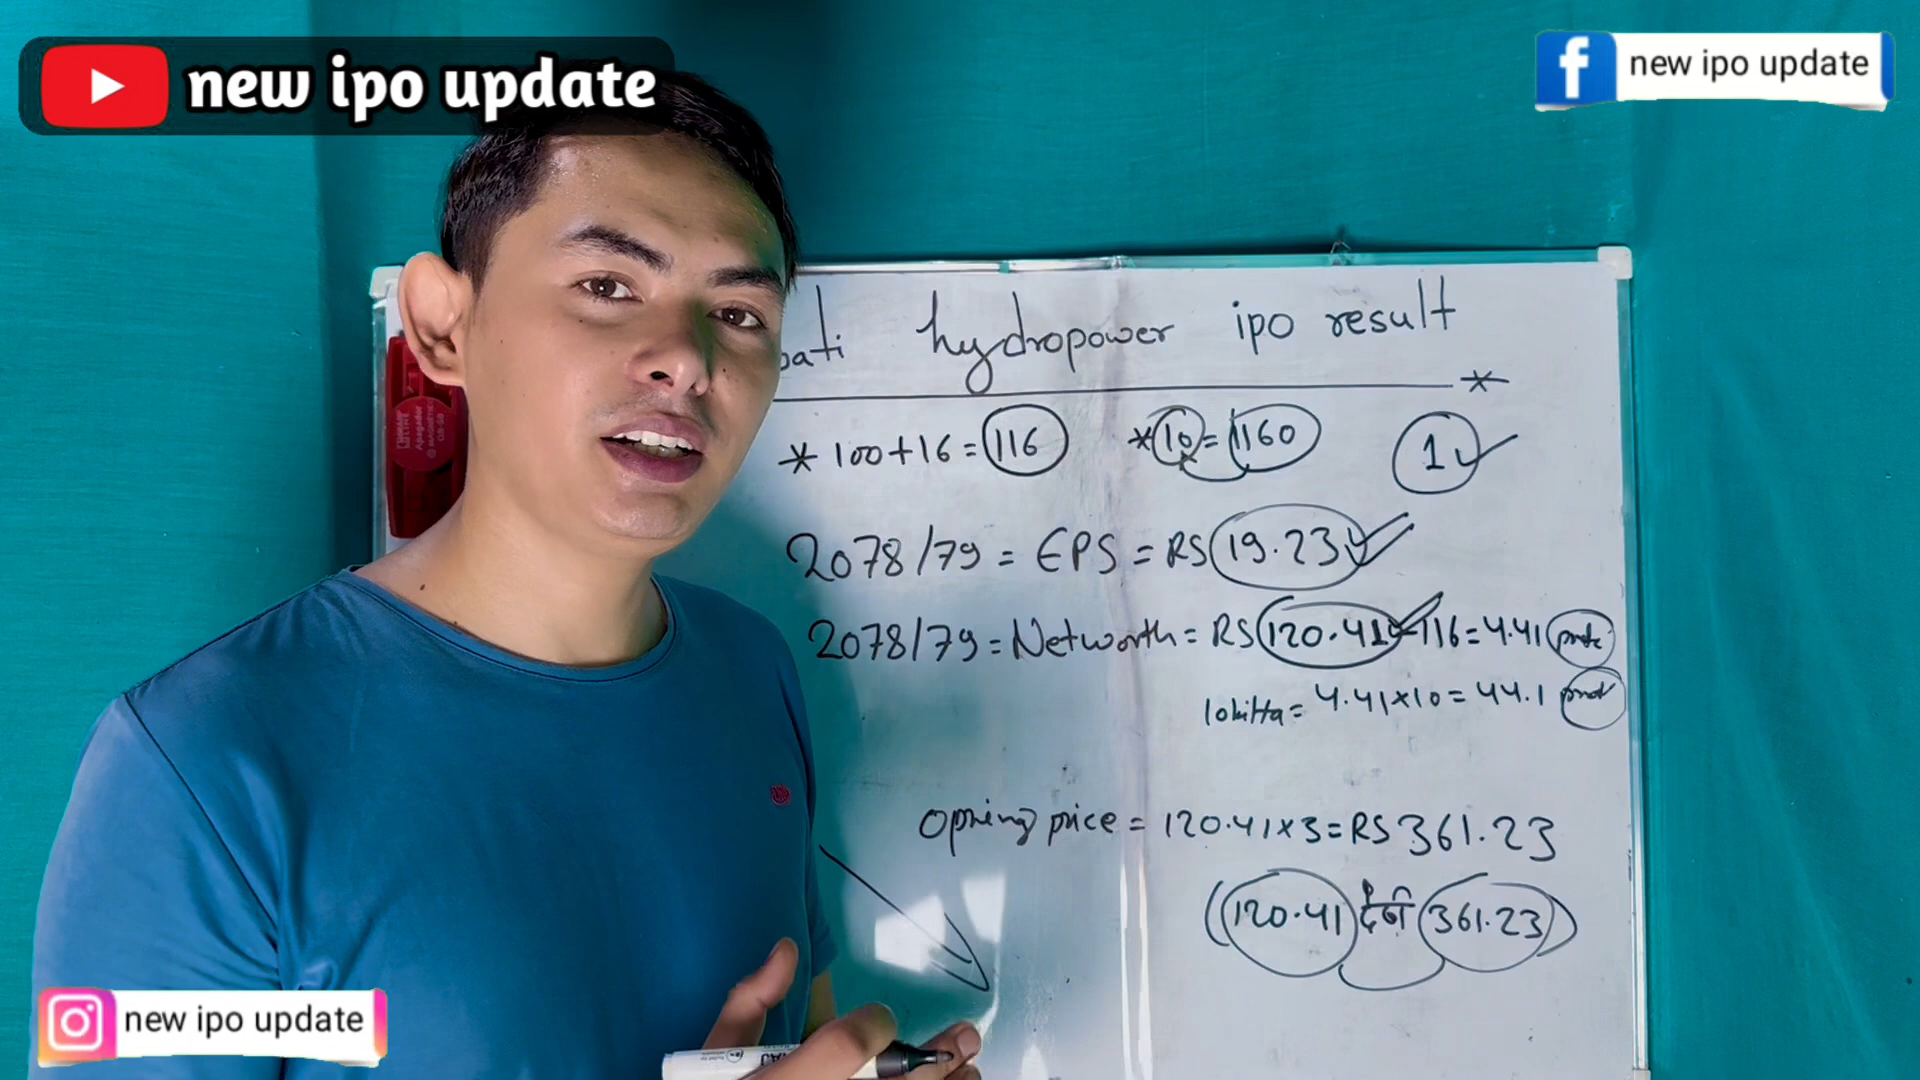 new ipo update
new ipo update
pati hydropower ipo result
* 100+16=116 *10=1160 1✓
2078/79 = EPS = RS 19.23✓
2078/79=Networth= RS 120.41-116=4.41
10kitta= 4.41×10=44.1
Opning price = 120.41×3=RS 361.23
(120.41 देखी 361.23)
new ipo update